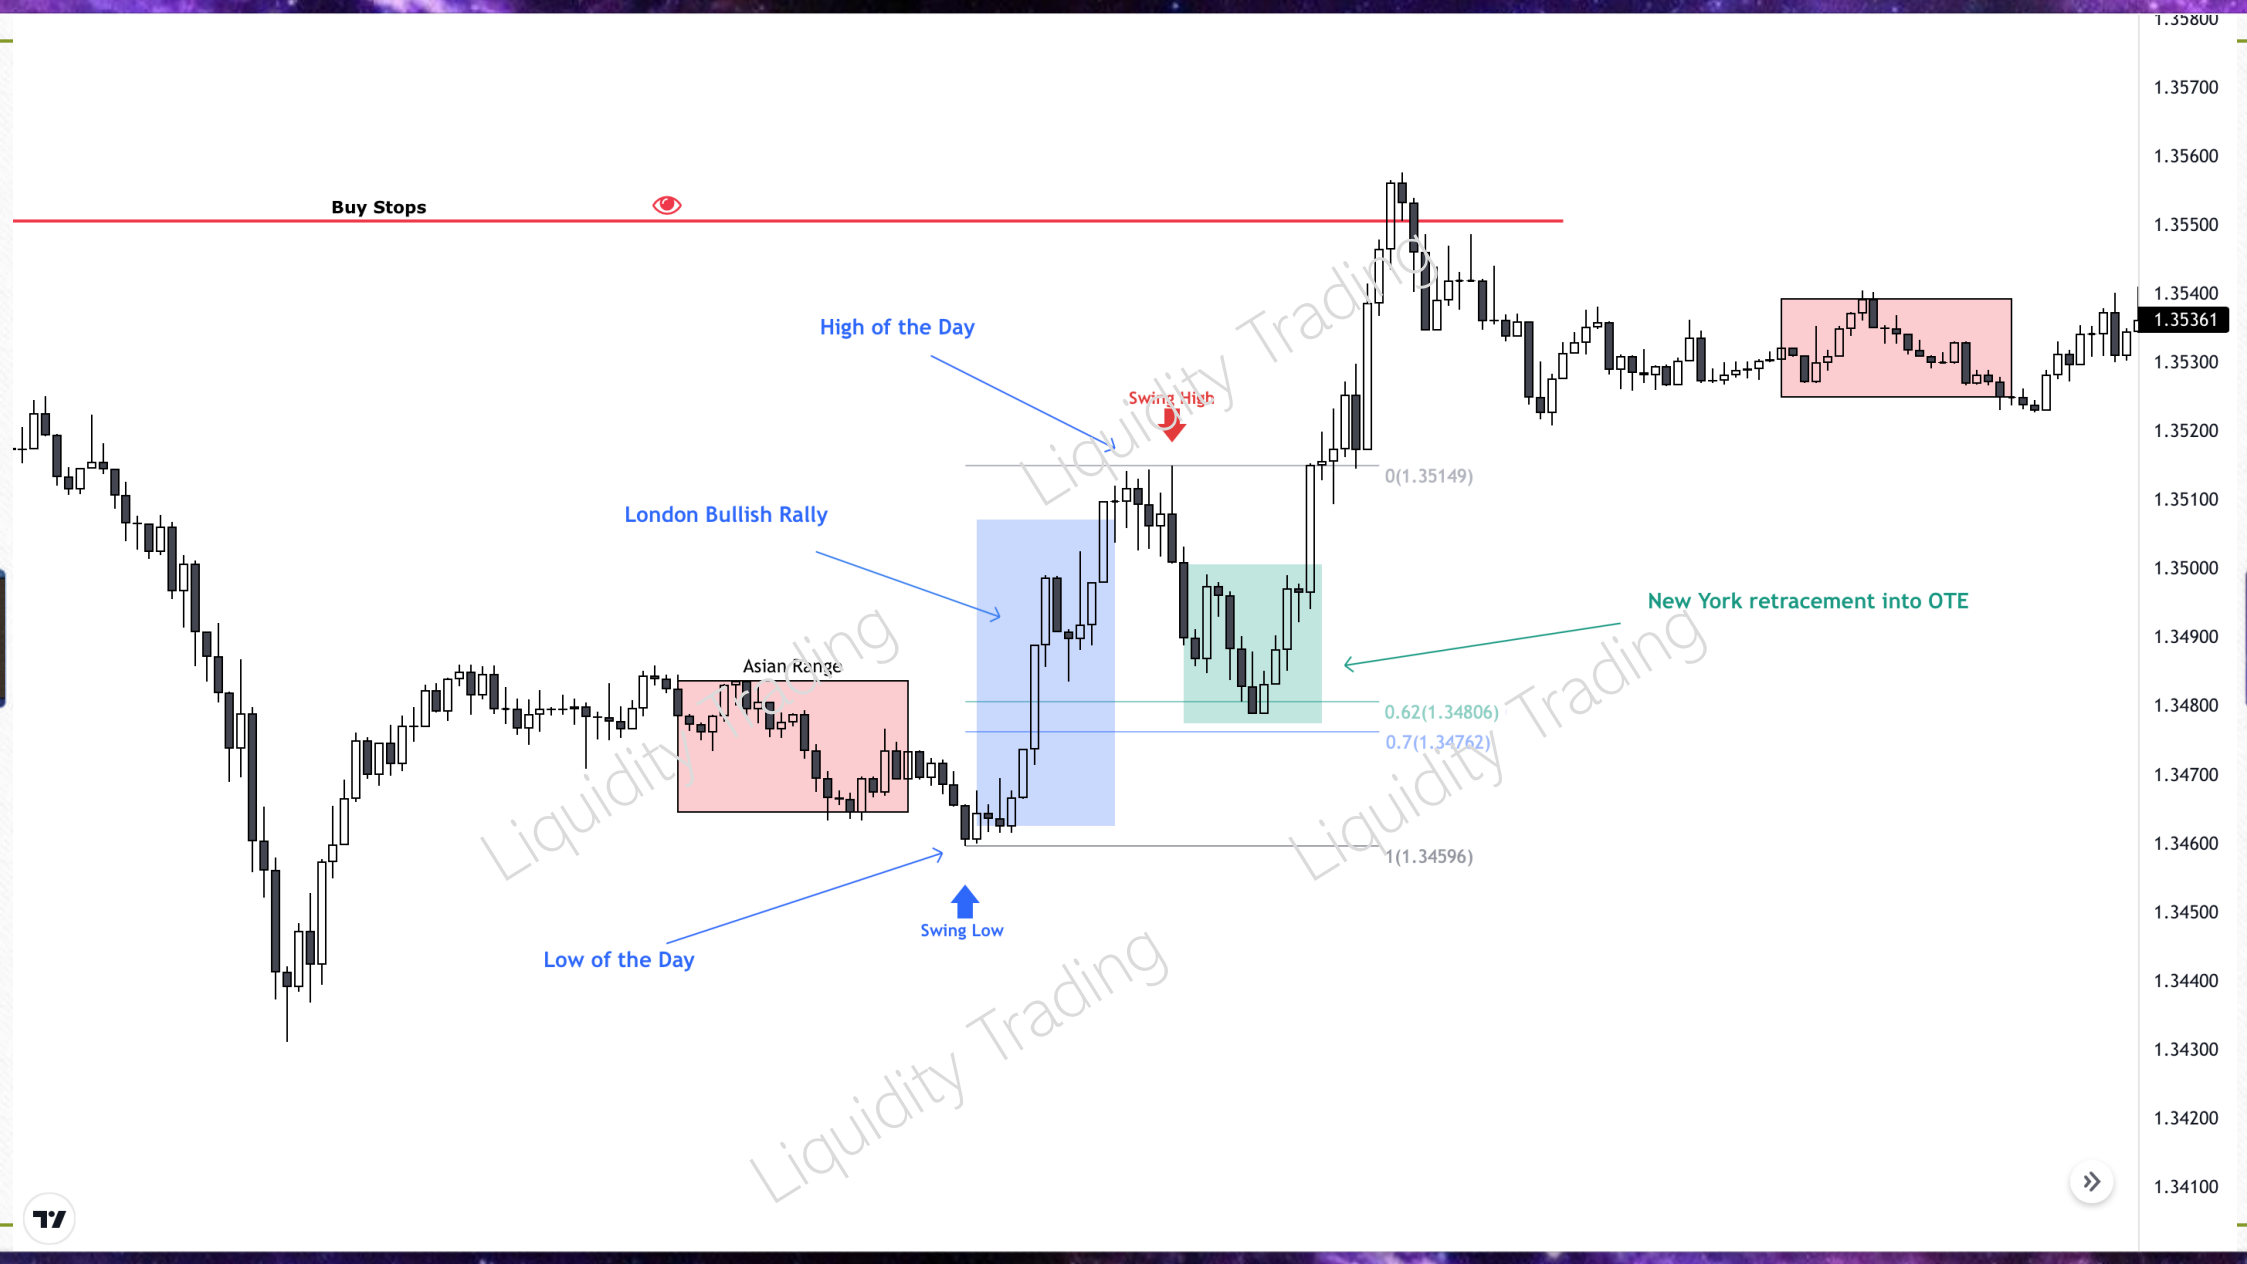 1.35800
1.35700
1.35600
Buy Stops
1.35500
1.35400
High of the Day
1.35361
1.35300
Swing High
1.35200
0(1.35149)
London Bullish Rally
1.35100
1.35000
New York retracement into OTE
1.34900
Asian Range
1.34800
0.62(1.34806)
0.7(1.34762)
1.34700
1.34600
1(1.34596)
1.34500
Swing Low
Low of the Day
1.34400
1.34300
1.34200
1.34100
Liquidity Trading
Liquidity Trading
Liquidity Trading
Liquidity Trading